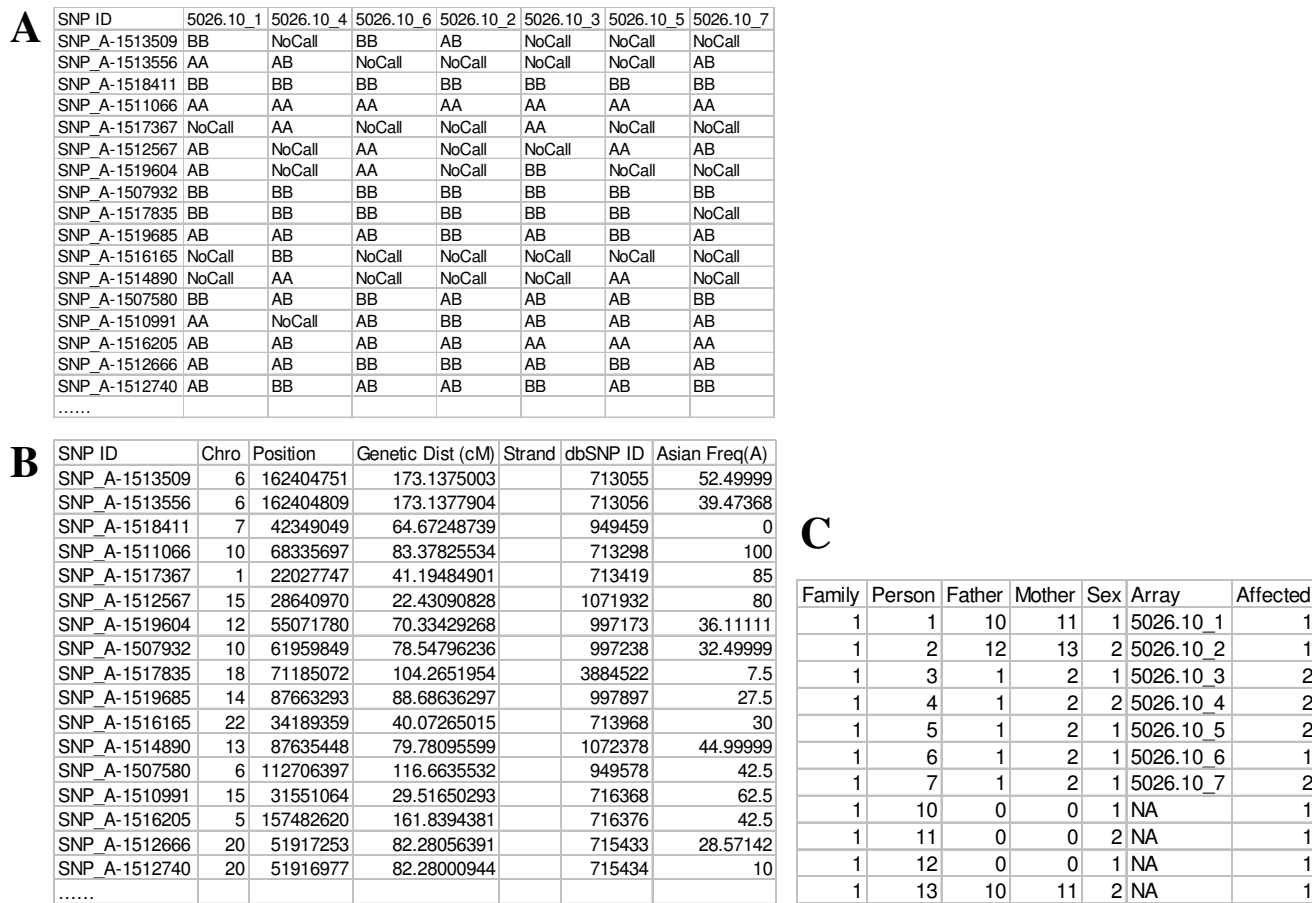 A
SNP ID 5026.10_1 5026.10_4 5026.10_6 5026.10_2 5026.10_3 5026.10_5 5026.10_7
SNP_A-1513509 BB NoCall BB AB NoCall NoCall NoCall
SNP_A-1513556 AA AB NoCall NoCall NoCall NoCall AB
SNP_A-1518411 BB BB BB BB BB BB BB
SNP_A-1511066 AA AA AA AA AA AA AA
SNP_A-1517367 NoCall AA NoCall NoCall AA NoCall NoCall
SNP_A-1512567 AB NoCall AA NoCall NoCall AA AB
SNP_A-1519604 AB NoCall AA NoCall BB NoCall NoCall
SNP_A-1507932 BB BB BB BB BB BB BB
SNP_A-1517835 BB BB BB BB BB BB NoCall
SNP_A-1519685 AB AB AB BB AB BB AB
SNP_A-1516165 NoCall BB NoCall NoCall NoCall NoCall NoCall
SNP_A-1514890 NoCall AA NoCall NoCall NoCall AA NoCall
SNP_A-1507580 BB AB BB AB AB AB BB
SNP_A-1510991 AA NoCall AB BB AB AB AB
SNP_A-1516205 AB AB AB AB AA AA AA
SNP_A-1512666 AB AB BB BB AB BB AB
SNP_A-1512740 AB BB AB AB BB AB BB
......
B
SNP ID Chro Position Genetic Dist (cM) Strand dbSNP ID Asian Freq(A)
SNP_A-1513509 6 162404751 173.1375003 713055 52.49999
SNP_A-1513556 6 162404809 173.1377904 713056 39.47368
SNP_A-1518411 7 42349049 64.67248739 949459 0
SNP_A-1511066 10 68335697 83.37825534 713298 100
SNP_A-1517367 1 22027747 41.19484901 713419 85
SNP_A-1512567 15 28640970 22.43090828 1071932 80
SNP_A-1519604 12 55071780 70.33429268 997173 36.11111
SNP_A-1507932 10 61959849 78.54796236 997238 32.49999
SNP_A-1517835 18 71185072 104.2651954 3884522 7.5
SNP_A-1519685 14 87663293 88.68636297 997897 27.5
SNP_A-1516165 22 34189359 40.07265015 713968 30
SNP_A-1514890 13 87635448 79.78095599 1072378 44.99999
SNP_A-1507580 6 112706397 116.6635532 949578 42.5
SNP_A-1510991 15 31551064 29.51650293 716368 62.5
SNP_A-1516205 5 157482620 161.8394381 716376 42.5
SNP_A-1512666 20 51917253 82.28056391 715433 28.57142
SNP_A-1512740 20 51916977 82.28000944 715434 10
......
C
Family Person Father Mother Sex Array Affected
1 1 10 11 1 5026.10_1 1
1 2 12 13 2 5026.10_2 1
1 3 1 2 1 5026.10_3 2
1 4 1 2 2 5026.10_4 2
1 5 1 2 1 5026.10_5 2
1 6 1 2 1 5026.10_6 1
1 7 1 2 1 5026.10_7 2
1 10 0 0 1 NA 1
1 11 0 0 2 NA 1
1 12 0 0 1 NA 1
1 13 10 11 2 NA 1